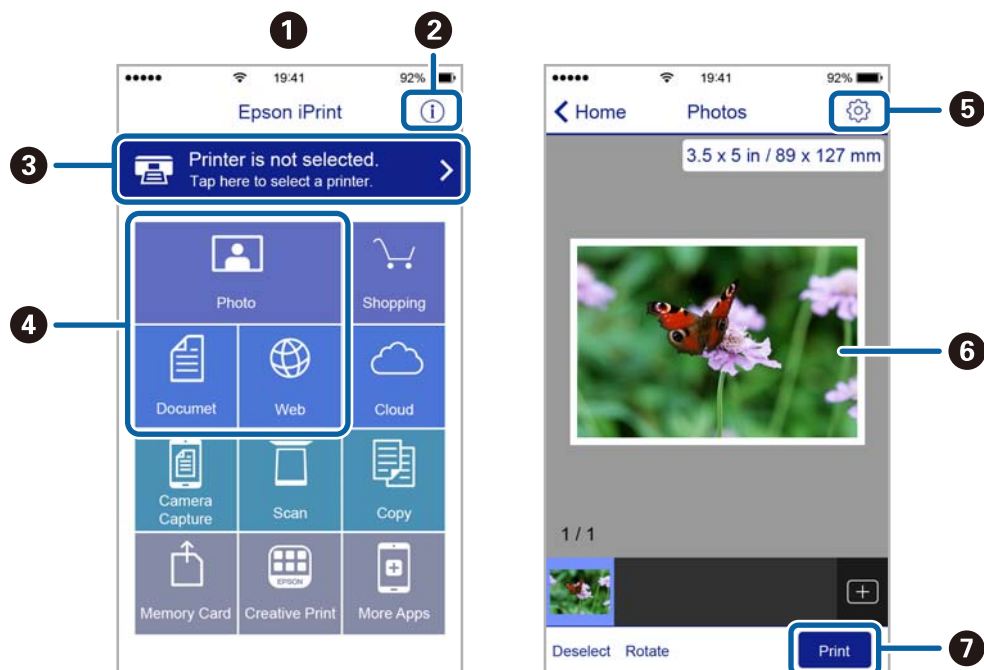 1
2
19:41
92%
Epson iPrint
i
3
Printer is not selected.
Tap here to select a printer.
4
Photo
Shopping
Documet
Web
Cloud
Camera
Capture
Scan
Copy
Memory Card
EPSON
Creative Print
More Apps
19:41
92%
Home
Photos
5
3.5 x 5 in / 89 x 127 mm
6
1 / 1
Deselect
Rotate
Print
7